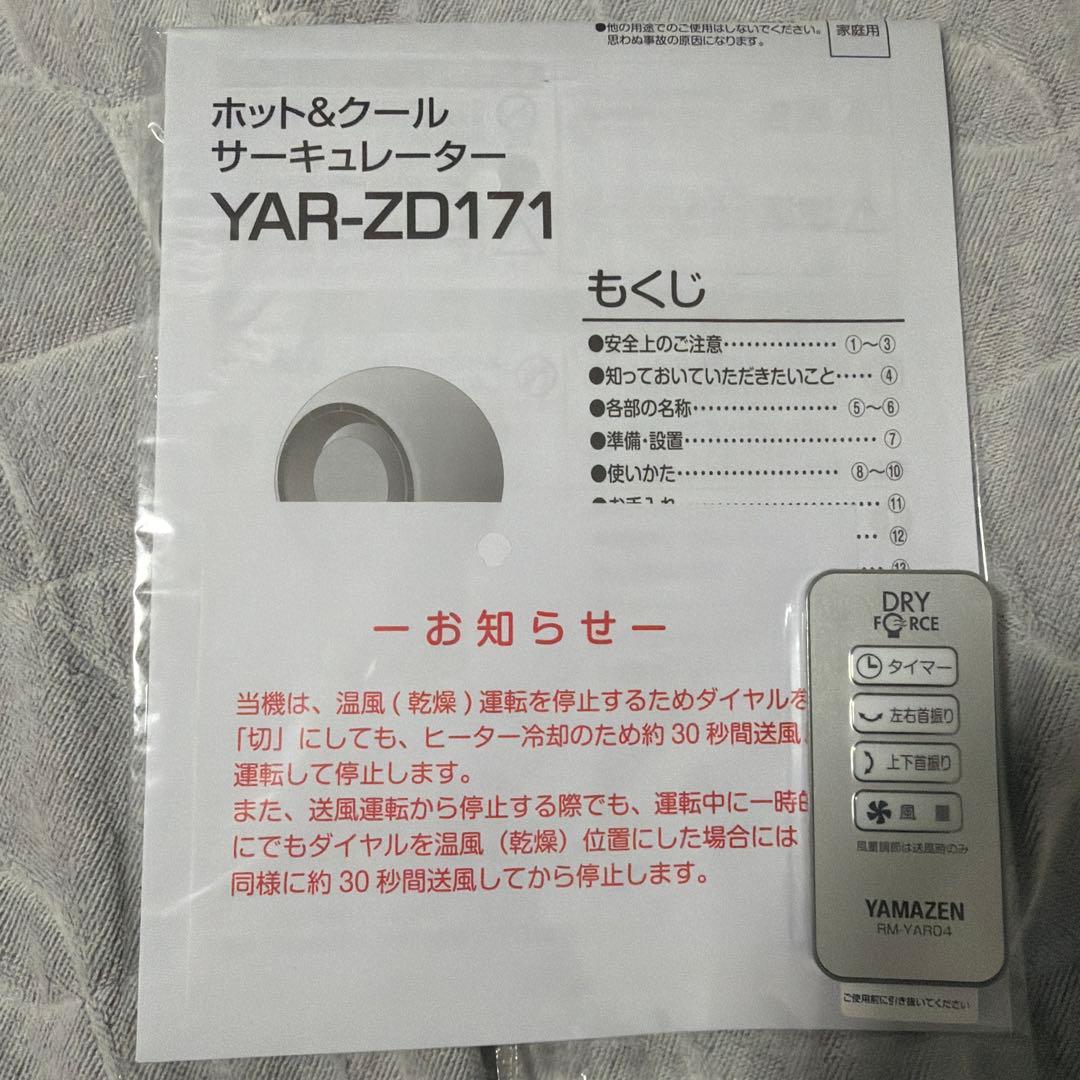 ●他の用途でのご使用はしないでください。
思わぬ事故の原因になります。
家庭用
ホット&クール
サーキュレーター
YAR-ZD171
もくじ
●安全上のご注意・・・・・・・・・・・・・・・ ①〜③
●知っておいていただきたいこと・・・・・ ④
●各部の名称・・・・・・・・・・・・・・・・・・・ ⑤〜⑥
●準備・設置・・・・・・・・・・・・・・・・・・・・・・・・・ ⑦
●使いかた・・・・・・・・・・・・・・・・・・・・・ ⑧〜⑩
●お手入れ・・・・・・・・・・・・・・・・・・・・・・・・・・ ⑪
・・・ ⑫
・・・ ⑬
ーお知らせー
当機は、温風(乾燥)運転を停止するためダイヤルを
「切」にしても、ヒーター冷却のため約30秒間送風
運転して停止します。
また、送風運転から停止する際でも、運転中に一時的
にでもダイヤルを温風(乾燥)位置にした場合には
同様に約30秒間送風してから停止します。
DRY
FORCE
タイマー
左右首振り
上下首振り
風量
風量調節は送風時のみ
YAMAZEN
RM-YAR04
ご使用前に引き抜いてください